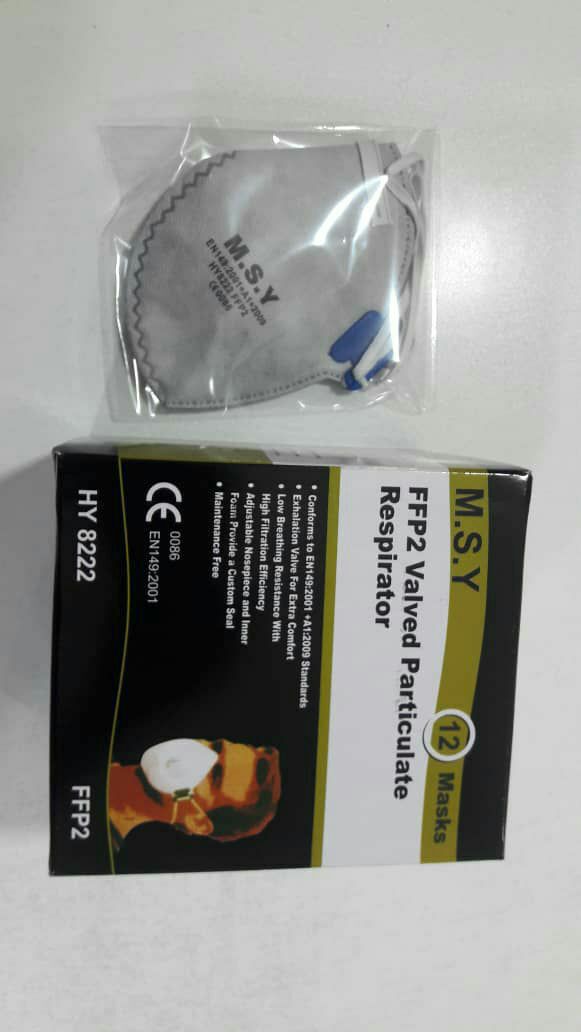 M.S.Y
EN149:2001+A1:2009
HY8222 FFP2
CE0086
M.S.Y
12 Masks
FFP2 Valved Particulate
Respirator
• Conforms to EN149:2001 +A1:2009 Standards
• Exhalation Valve For Extra Comfort
• Low Breathing Resistance With
High Filtration Efficiency
• Adjustable Nosepiece and Inner
Foam Provide a Custom Seal
• Maintenance Free
CE 0086
EN149:2001
HY 8222
FFP2